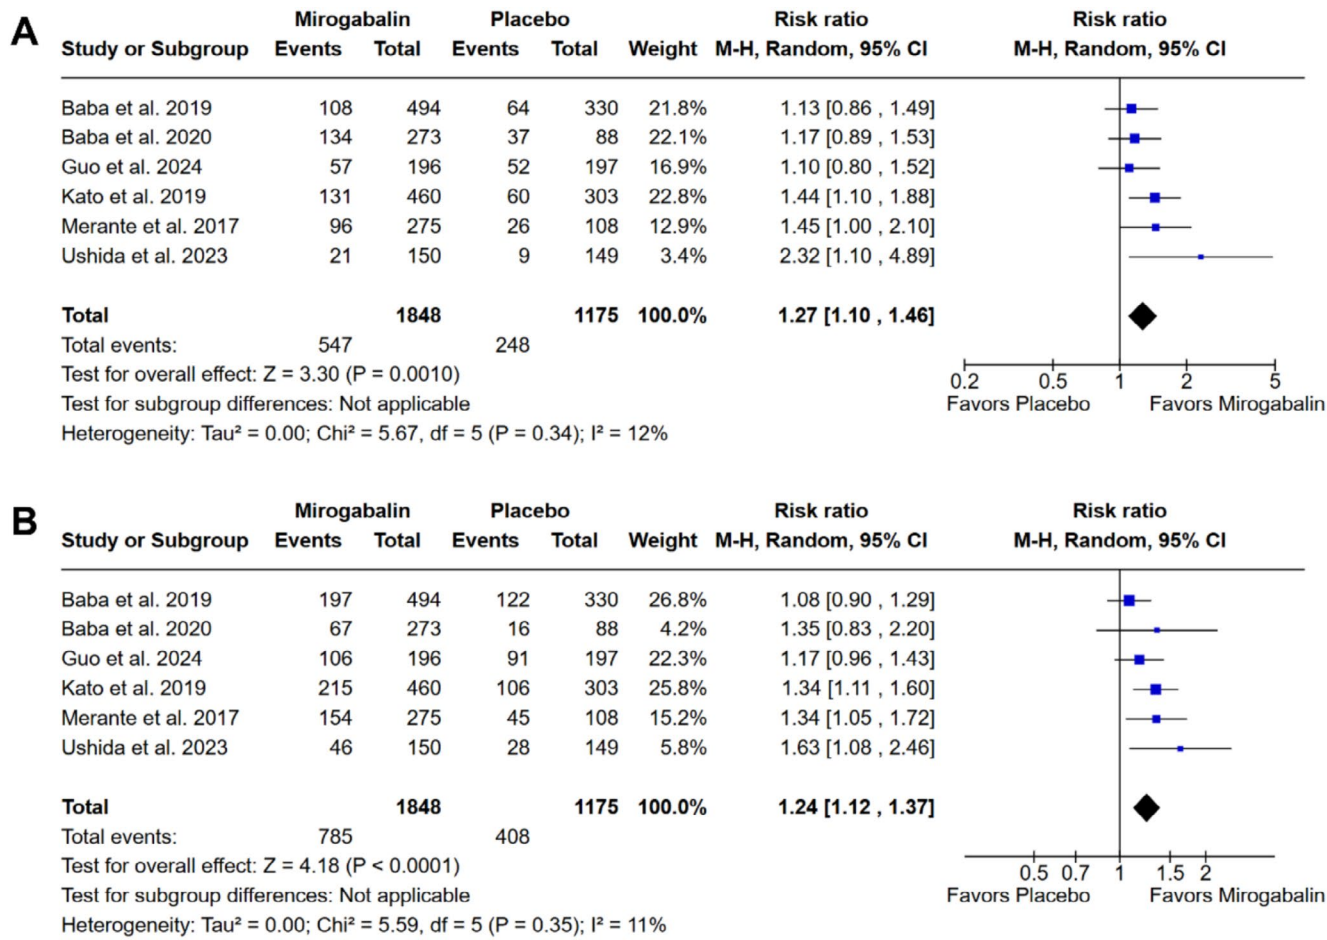 A
Mirogabalin Placebo Risk ratio Risk ratio
Study or Subgroup Events Total Events Total Weight M-H, Random, 95% CI M-H, Random, 95% CI
Baba et al. 2019 108 494 64 330 21.8% 1.13 [0.86 , 1.49]
Baba et al. 2020 134 273 37 88 22.1% 1.17 [0.89 , 1.53]
Guo et al. 2024 57 196 52 197 16.9% 1.10 [0.80 , 1.52]
Kato et al. 2019 131 460 60 303 22.8% 1.44 [1.10 , 1.88]
Merante et al. 2017 96 275 26 108 12.9% 1.45 [1.00 , 2.10]
Ushida et al. 2023 21 150 9 149 3.4% 2.32 [1.10 , 4.89]
Total 1848 1175 100.0% 1.27 [1.10 , 1.46]
Total events: 547 248
Test for overall effect: Z = 3.30 (P = 0.0010)
0.2 0.5 1 2 5
Test for subgroup differences: Not applicable
Favors Placebo Favors Mirogabalin
Heterogeneity: Tau² = 0.00; Chi² = 5.67, df = 5 (P = 0.34); I² = 12%
B
Mirogabalin Placebo Risk ratio Risk ratio
Study or Subgroup Events Total Events Total Weight M-H, Random, 95% CI M-H, Random, 95% CI
Baba et al. 2019 197 494 122 330 26.8% 1.08 [0.90 , 1.29]
Baba et al. 2020 67 273 16 88 4.2% 1.35 [0.83 , 2.20]
Guo et al. 2024 106 196 91 197 22.3% 1.17 [0.96 , 1.43]
Kato et al. 2019 215 460 106 303 25.8% 1.34 [1.11 , 1.60]
Merante et al. 2017 154 275 45 108 15.2% 1.34 [1.05 , 1.72]
Ushida et al. 2023 46 150 28 149 5.8% 1.63 [1.08 , 2.46]
Total 1848 1175 100.0% 1.24 [1.12 , 1.37]
Total events: 785 408
Test for overall effect: Z = 4.18 (P < 0.0001)
0.5 0.7 1 1.5 2
Test for subgroup differences: Not applicable
Favors Placebo Favors Mirogabalin
Heterogeneity: Tau² = 0.00; Chi² = 5.59, df = 5 (P = 0.35); I² = 11%